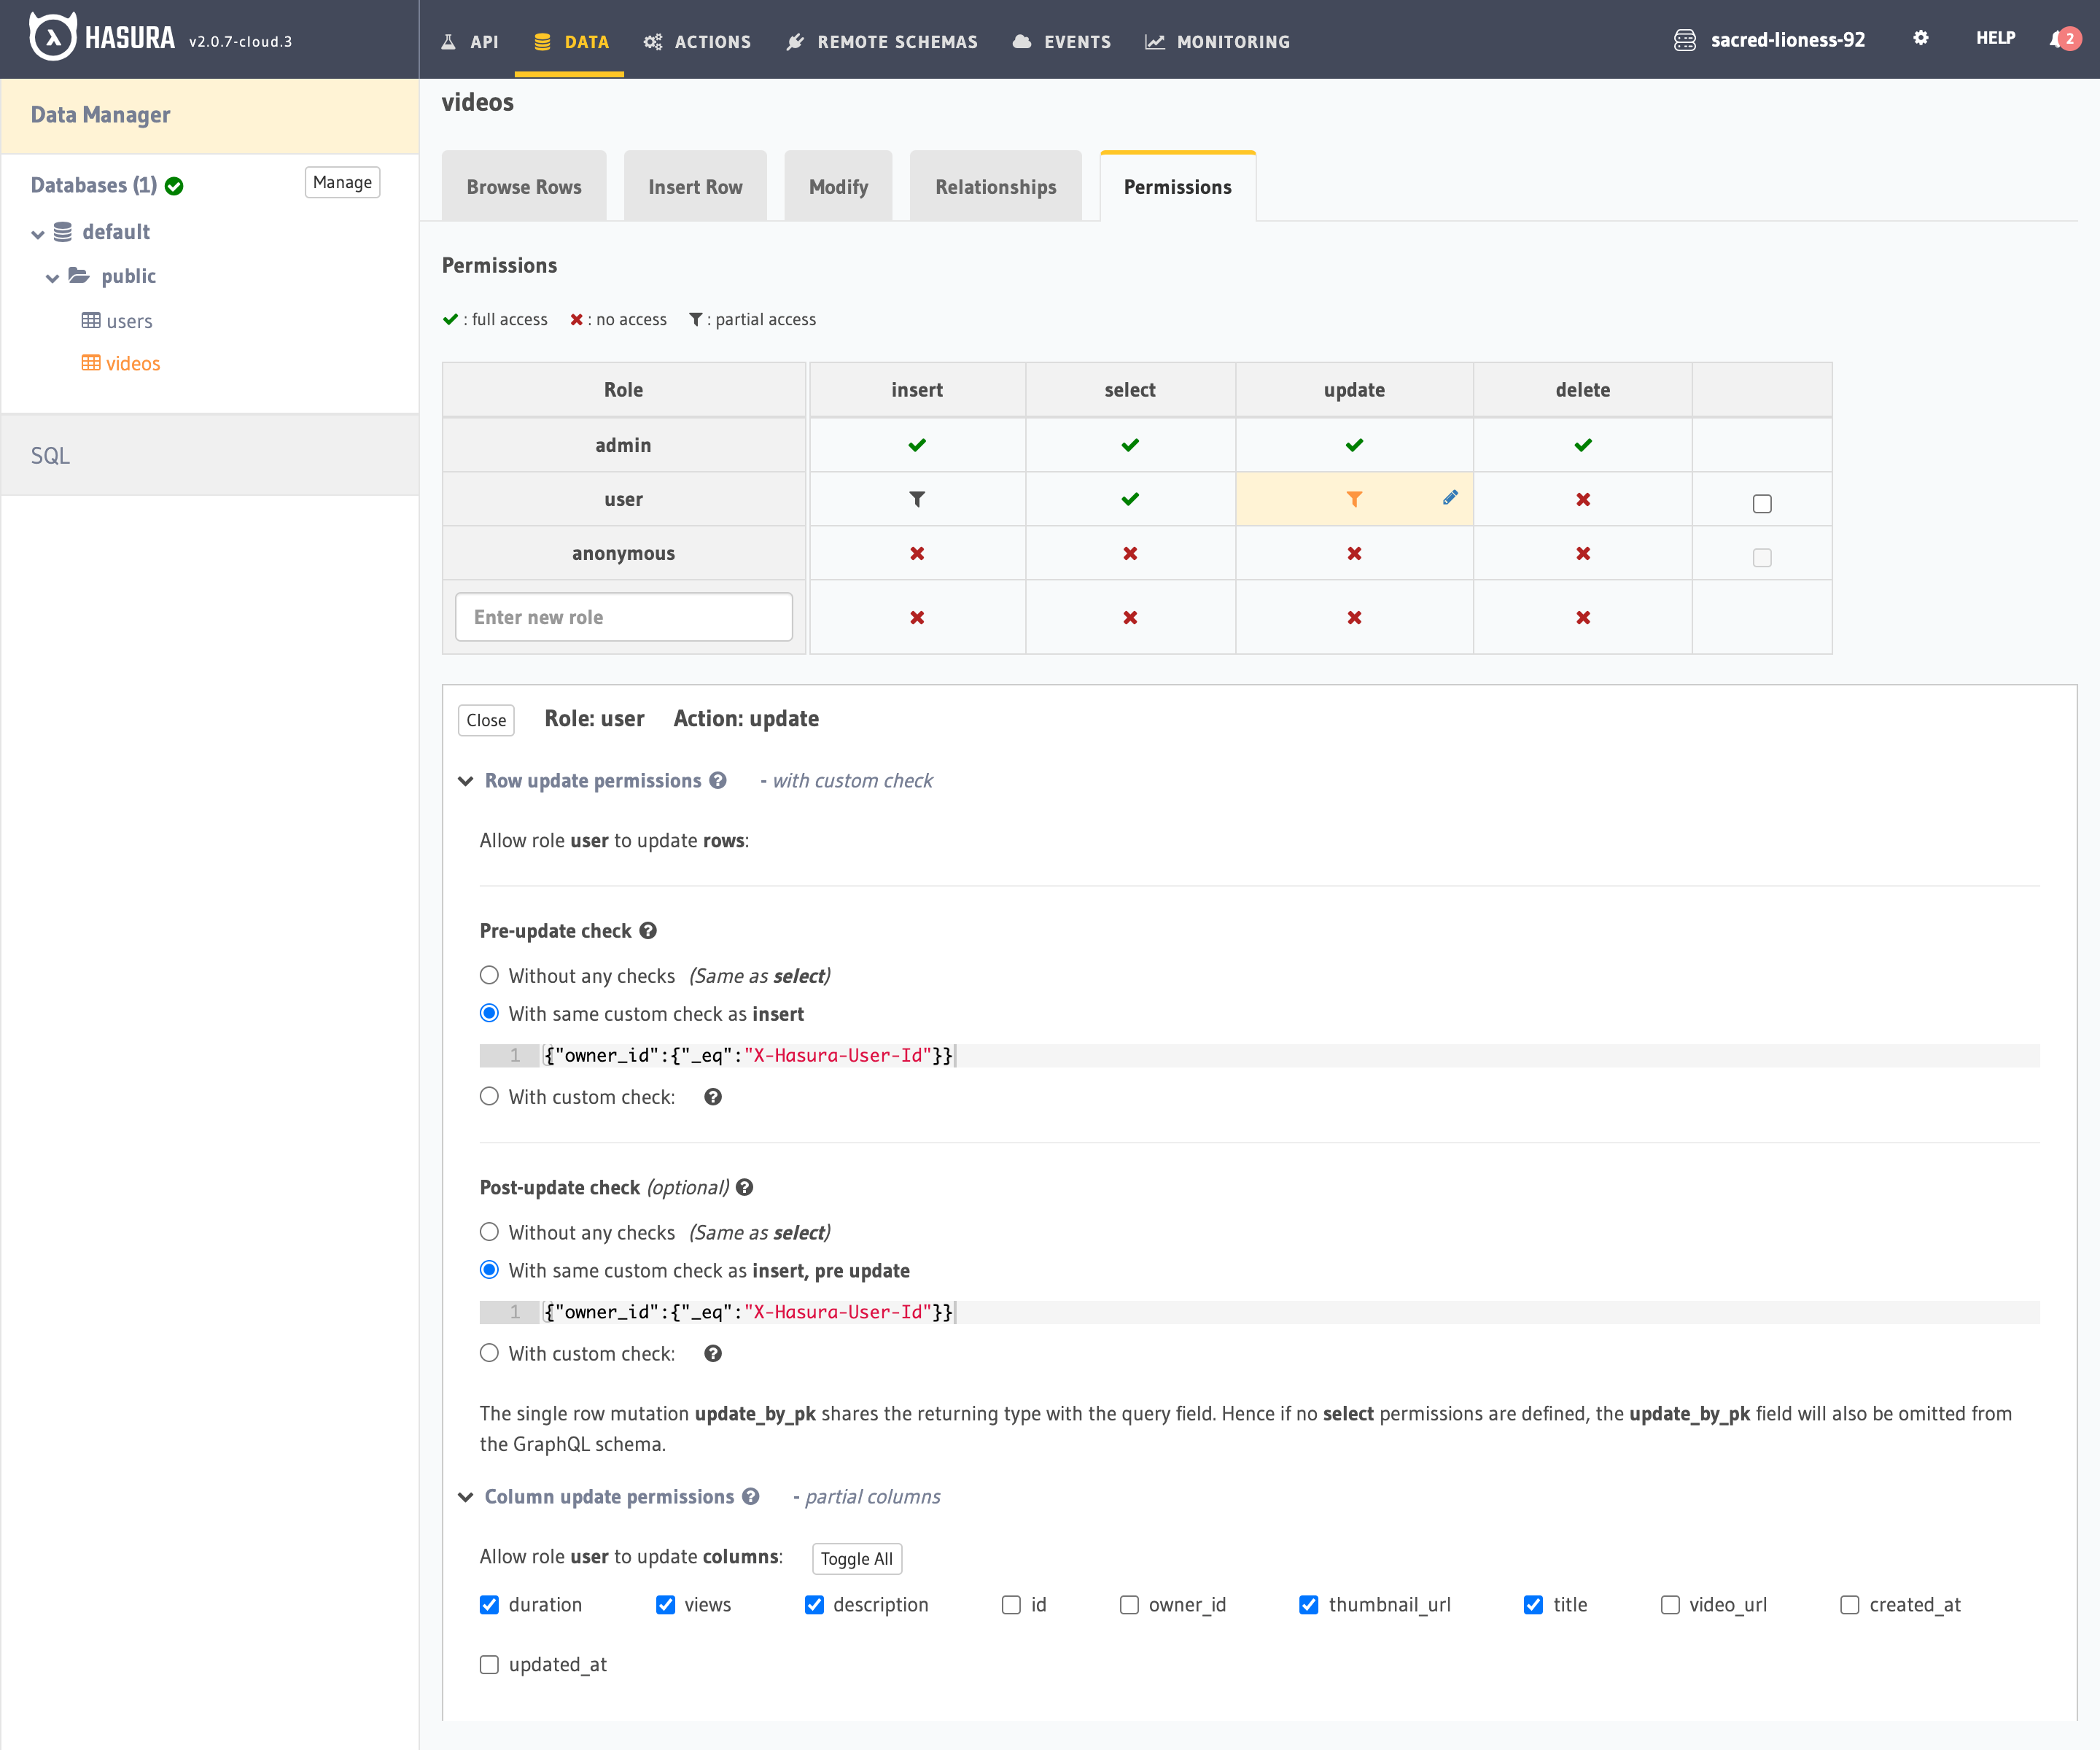 HASURA v2.0.7-cloud.3
API DATA ACTIONS REMOTE SCHEMAS EVENTS MONITORING sacred-lioness-92 HELP 2
Data Manager
Databases (1) Manage
default
public
users
videos
SQL
videos
Browse Rows Insert Row Modify Relationships Permissions
Permissions
: full access : no access : partial access
Role insert select update delete
admin
user
anonymous
Enter new role
Close Role: user Action: update
Row update permissions - with custom check
Allow role user to update rows:
Pre-update check
Without any checks (Same as select)
With same custom check as insert
1 {"owner_id":{"_eq":"X-Hasura-User-Id"}}
With custom check:
Post-update check (optional)
Without any checks (Same as select)
With same custom check as insert, pre update
1 {"owner_id":{"_eq":"X-Hasura-User-Id"}}
With custom check:
The single row mutation update_by_pk shares the returning type with the query field. Hence if no select permissions are defined, the update_by_pk field will also be omitted from
the GraphQL schema.
Column update permissions - partial columns
Allow role user to update columns: Toggle All
duration views description id owner_id thumbnail_url title video_url created_at
updated_at